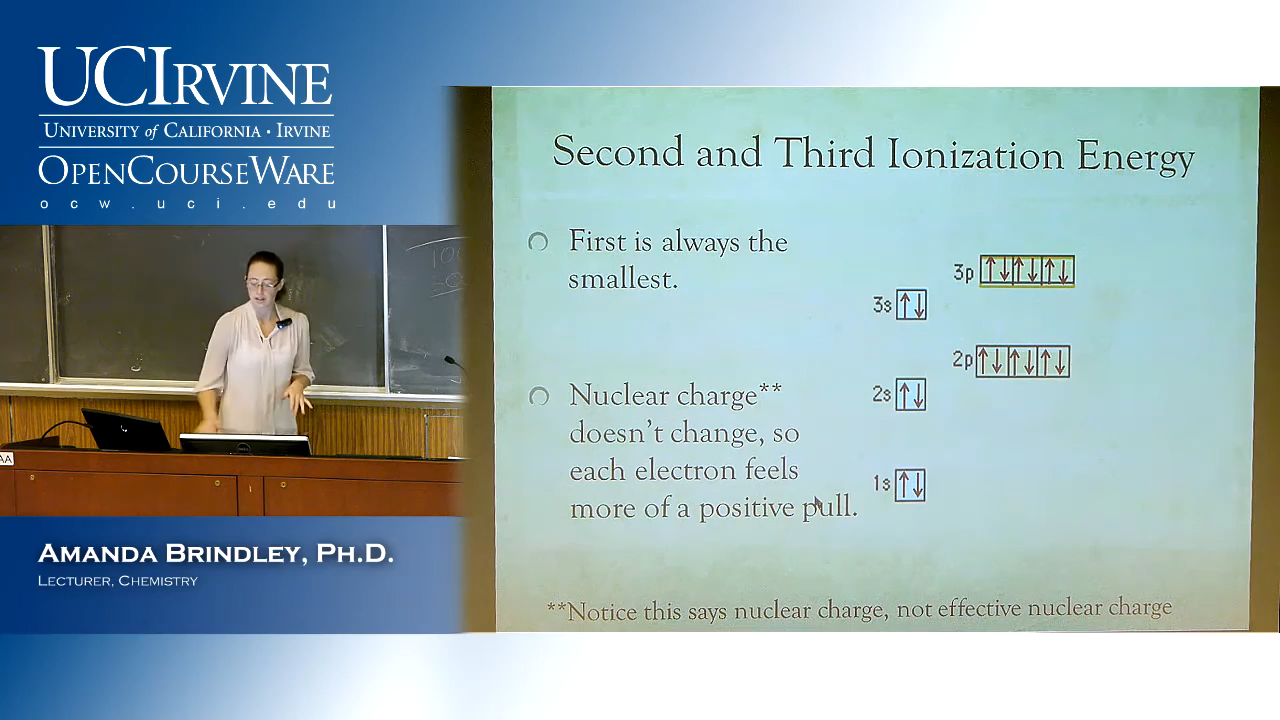 UCIRVINE
UNIVERSITY of CALIFORNIA · IRVINE
OPENCOURSEWARE
ocw.uci.edu
AA
AMANDA BRINDLEY, PH.D.
LECTURER, CHEMISTRY
Second and Third Ionization Energy
First is always the
smallest.
Nuclear charge**
doesn't change, so
each electron feels
more of a positive pull.
3p
3s
2p
2s
1s
**Notice this says nuclear charge, not effective nuclear charge